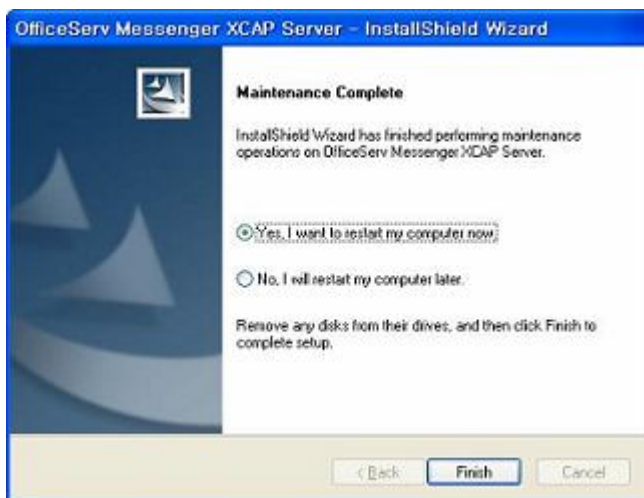 OfficeServ Messenger XCAP Server - InstallShield Wizard
Maintenance Complete
InstallShield Wizard has finished performing maintenance
operations on OfficeServ Messenger XCAP Server.
Yes, I want to restart my computer now.
No, I will restart my computer later.
Remove any disks from their drives, and then click Finish to
complete setup.
< Back Finish Cancel